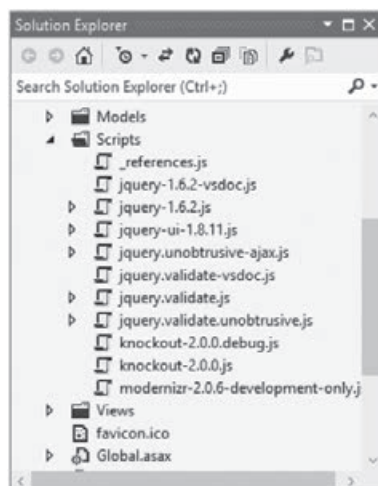 Solution Explorer
Search Solution Explorer (Ctrl+;)
Models
Scripts
_references.js
jquery-1.6.2-vsdoc.js
jquery-1.6.2.js
jquery-ui-1.8.11.js
jquery.unobtrusive-ajax.js
jquery.validate-vsdoc.js
jquery.validate.js
jquery.validate.unobtrusive.js
knockout-2.0.0.debug.js
knockout-2.0.0.js
modernizr-2.0.6-development-only.j
Views
favicon.ico
Global.asax